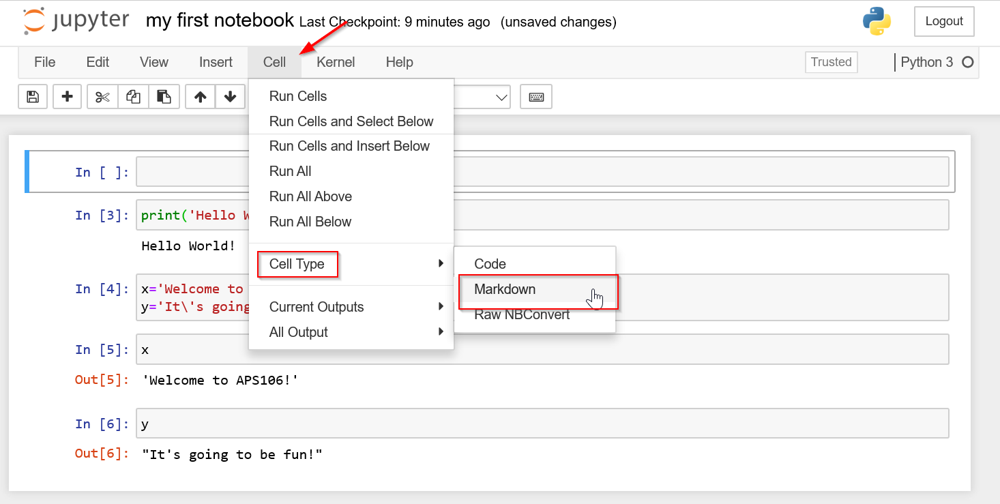 jupyter my first notebook Last Checkpoint: 9 minutes ago (unsaved changes) Logout
File Edit View Insert Cell Kernel Help Trusted Python 3
Run Cells
Run Cells and Select Below
Run Cells and Insert Below
Run All
Run All Above
Run All Below
Cell Type
Current Outputs
All Output
Code
Markdown
Raw NBConvert
In [ ]:
In [3]: print('Hello
Hello World!
In [4]: x='Welcome to
y='It\'s going
In [5]: x
Out[5]: 'Welcome to APS106!'
In [6]: y
Out[6]: "It's going to be fun!"